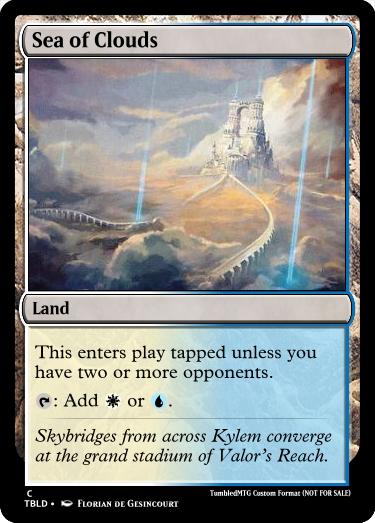 Sea of Clouds
Land
This enters play tapped unless you
have two or more opponents.
: Add or .
Skybridges from across Kylem converge
at the grand stadium of Valor's Reach.
C
TBLD • Florian de Gesincourt
TumbledMTG Custom Format (NOT FOR SALE)